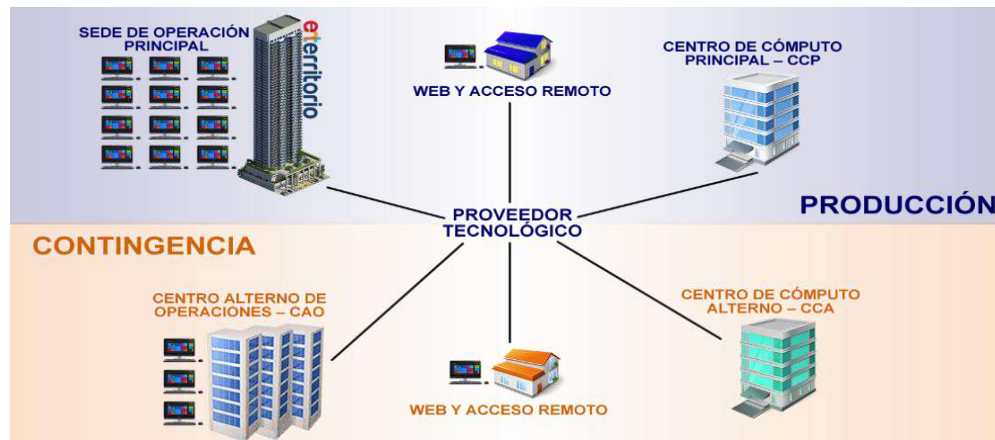 SEDE DE OPERACIÓN
PRINCIPAL
eterritorio
WEB Y ACCESO REMOTO
CENTRO DE CÓMPUTO
PRINCIPAL – CCP
PRODUCCIÓN
PROVEEDOR
TECNOLÓGICO
CONTINGENCIA
CENTRO ALTERNO DE
OPERACIONES – CAO
WEB Y ACCESO REMOTO
CENTRO DE CÓMPUTO
ALTERNO – CCA